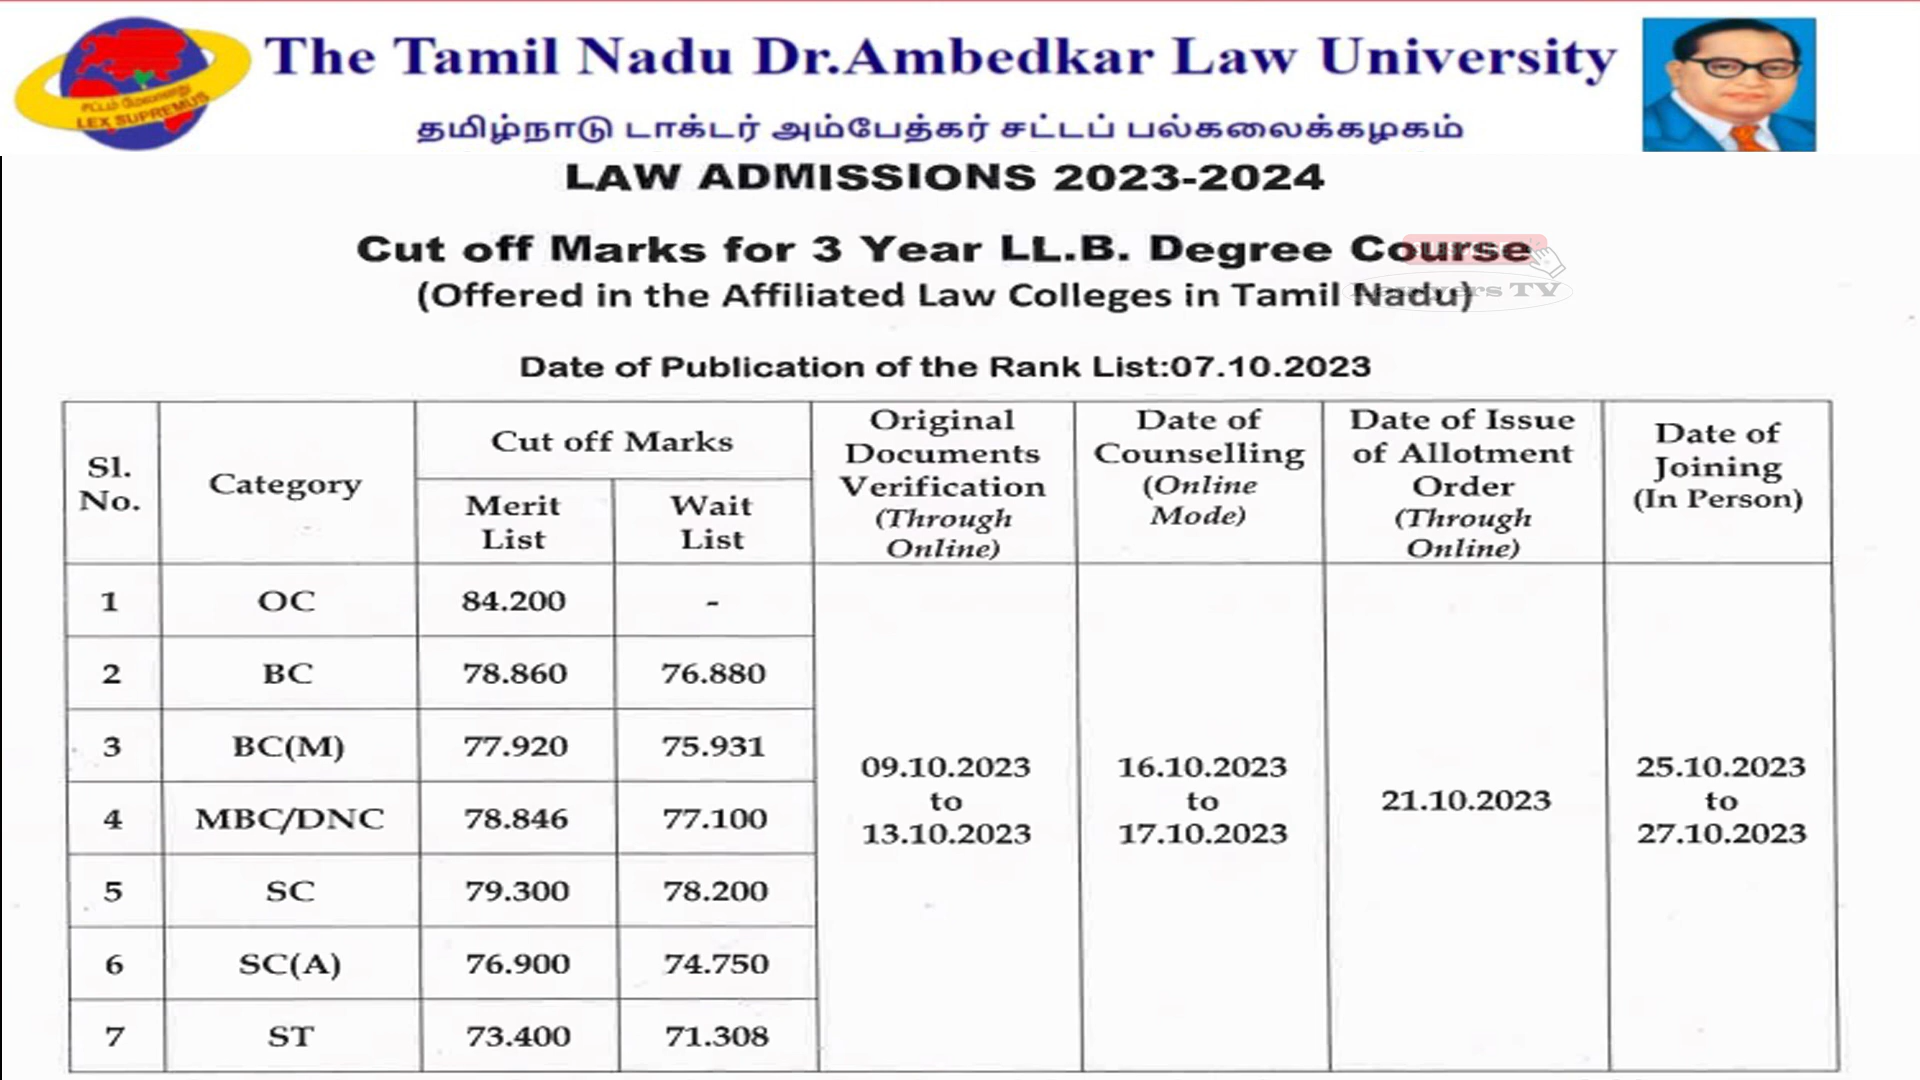 The Tamil Nadu Dr.Ambedkar Law University
தமிழ்நாடு டாக்டர் அம்பேத்கர் சட்டப் பல்கலைக்கழகம்
LEX SUPREMUS
LAW ADMISSIONS 2023-2024
Cut off Marks for 3 Year LL.B. Degree Course
(Offered in the Affiliated Law Colleges in Tamil Nadu)
TV
Date of Publication of the Rank List:07.10.2023
Sl. No. Category Cut off Marks Merit List Wait List Original Documents Verification (Through Online) Date of Counselling (Online Mode) Date of Issue of Allotment Order (Through Online) Date of Joining (In Person)
1 OC 84.200 -
2 BC 78.860 76.880
3 BC(M) 77.920 75.931
4 MBC/DNC 78.846 77.100
5 SC 79.300 78.200
6 SC(A) 76.900 74.750
7 ST 73.400 71.308
09.10.2023 to 13.10.2023
16.10.2023 to 17.10.2023
21.10.2023
25.10.2023 to 27.10.2023